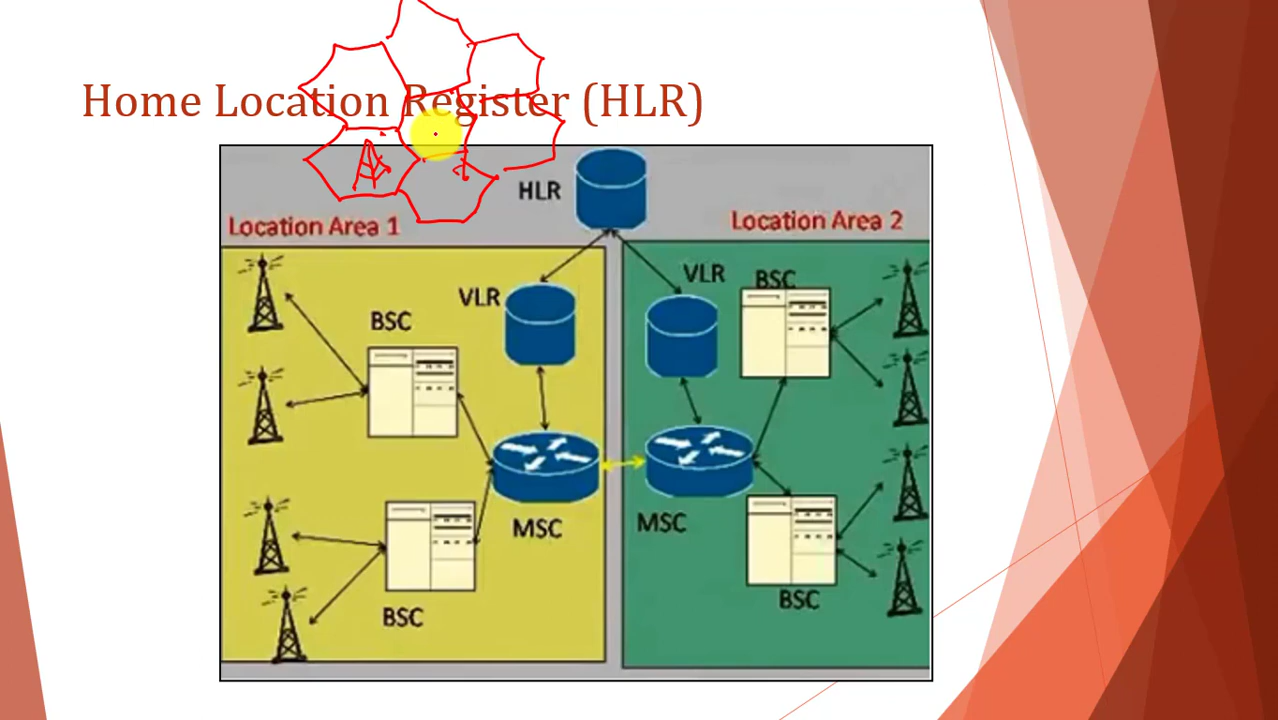 Home Location Register (HLR)
HLR
Location Area 1
Location Area 2
VLR
VLR
BSC
BSC
MSC
MSC
BSC
BSC